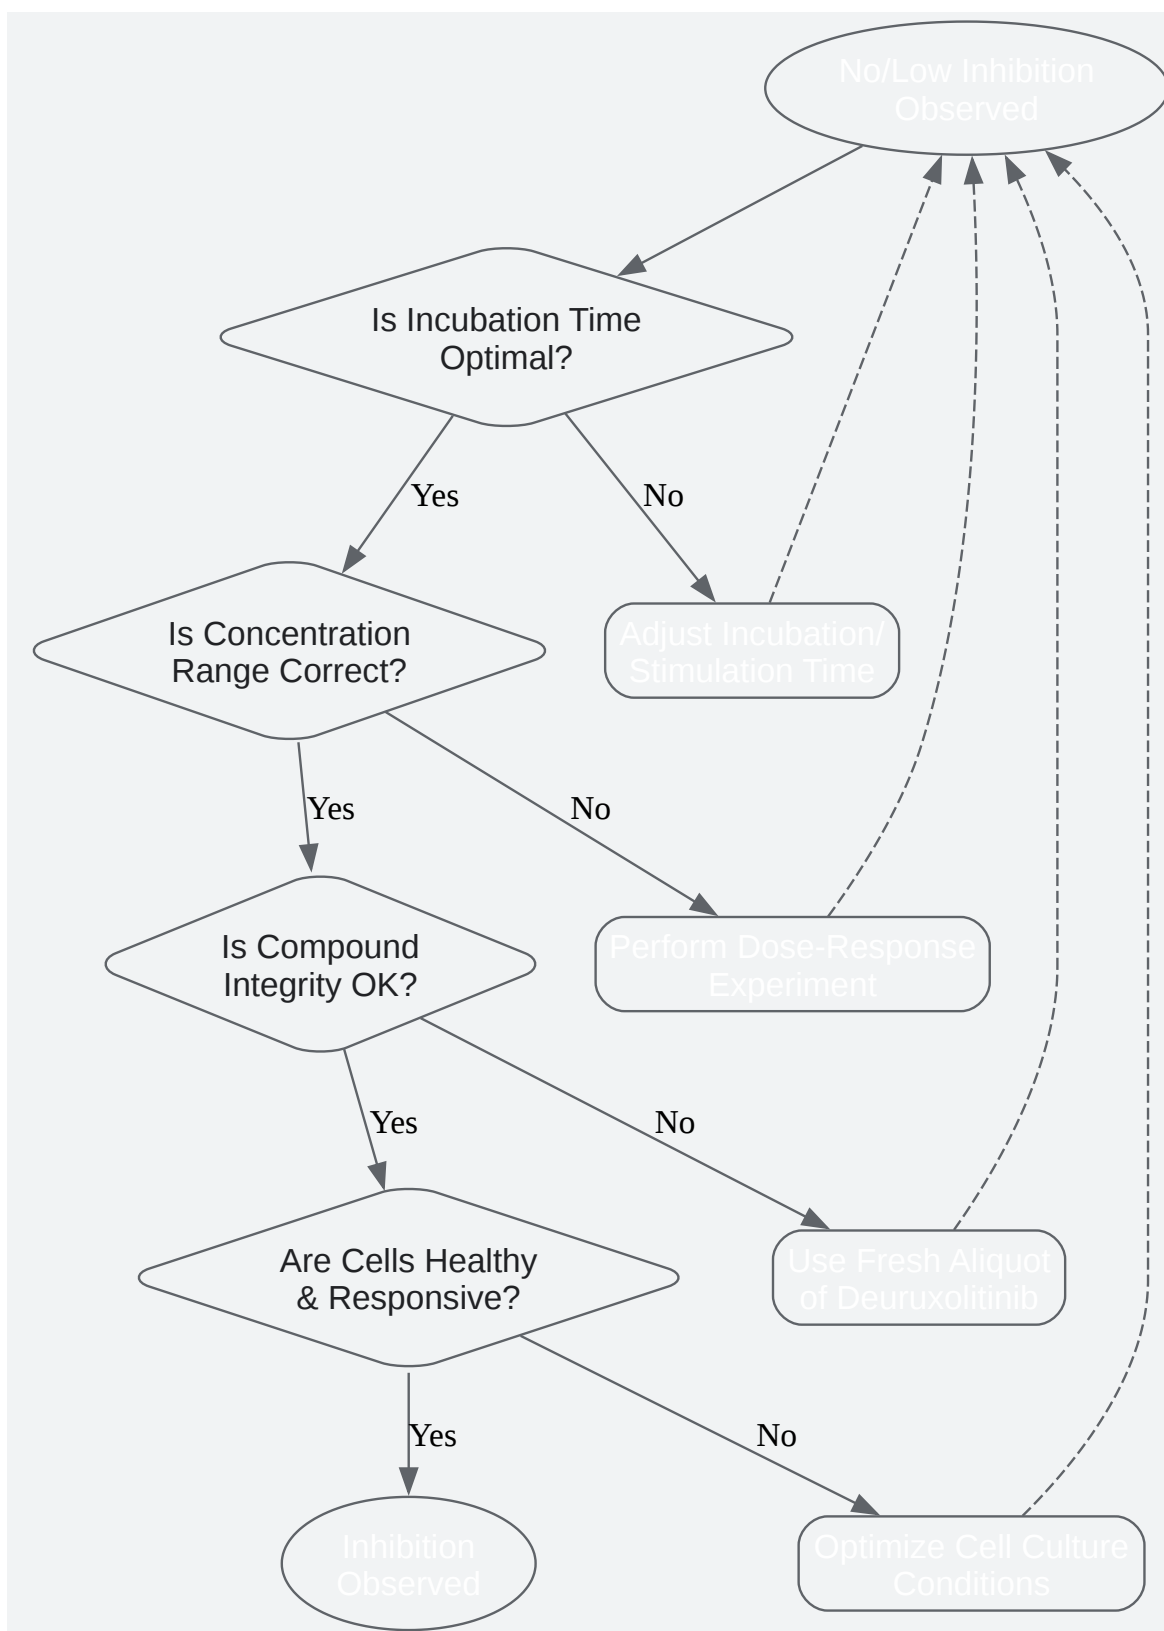 No/Low Inhibition
Observed
Is Incubation Time
Optimal?
Yes
No
Is Concentration
Range Correct?
Adjust Incubation/
Stimulation Time
Yes
No
Is Compound
Integrity OK?
Perform Dose-Response
Experiment
Yes
No
Are Cells Healthy
& Responsive?
Use Fresh Aliquot
of Deuruxolitinib
Yes
No
Inhibition
Observed
Optimize Cell Culture
Conditions